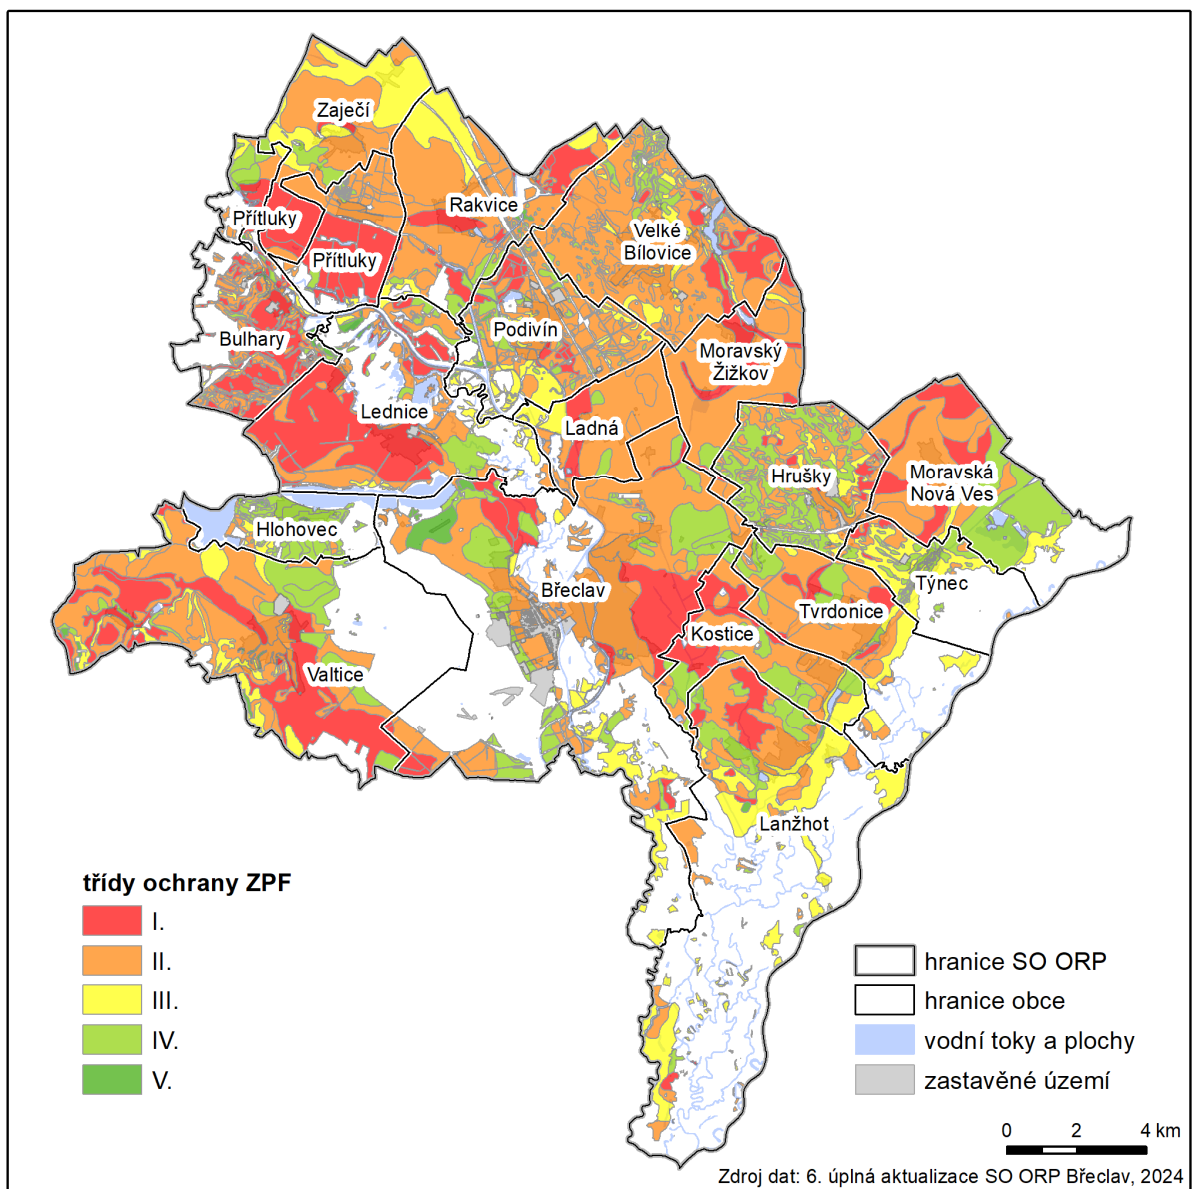 Zaječí
Rakvice
Přítluky
Přítluky
Velké
Bílovice
Bulhary
Podivín
Moravský
Žižkov
Lednice
Ladná
Hrušky
Moravská
Nová Ves
Hlohovec
Břeclav
Týnec
Tvrdonice
Kostice
Valtice
Lanžhot
třídy ochrany ZPF
I.
II.
III.
IV.
V.
hranice SO ORP
hranice obce
vodní toky a plochy
zastavěné území
0 2 4 km
Zdroj dat: 6. úplná aktualizace SO ORP Břeclav, 2024